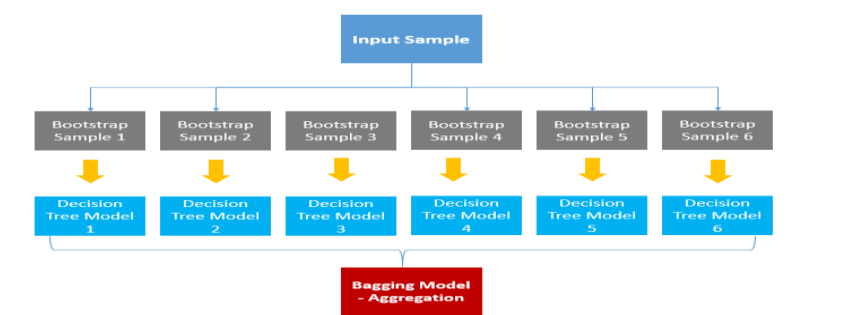 Input Sample
Bootstrap
Sample 1
Bootstrap
Sample 2
Bootstrap
Sample 3
Bootstrap
Sample 4
Bootstrap
Sample 5
Bootstrap
Sample 6
Decision
Tree Model
1
Decision
Tree Model
2
Decision
Tree Model
3
Decision
Tree Model
4
Decision
Tree Model
5
Decision
Tree Model
6
Bagging Model
- Aggregation